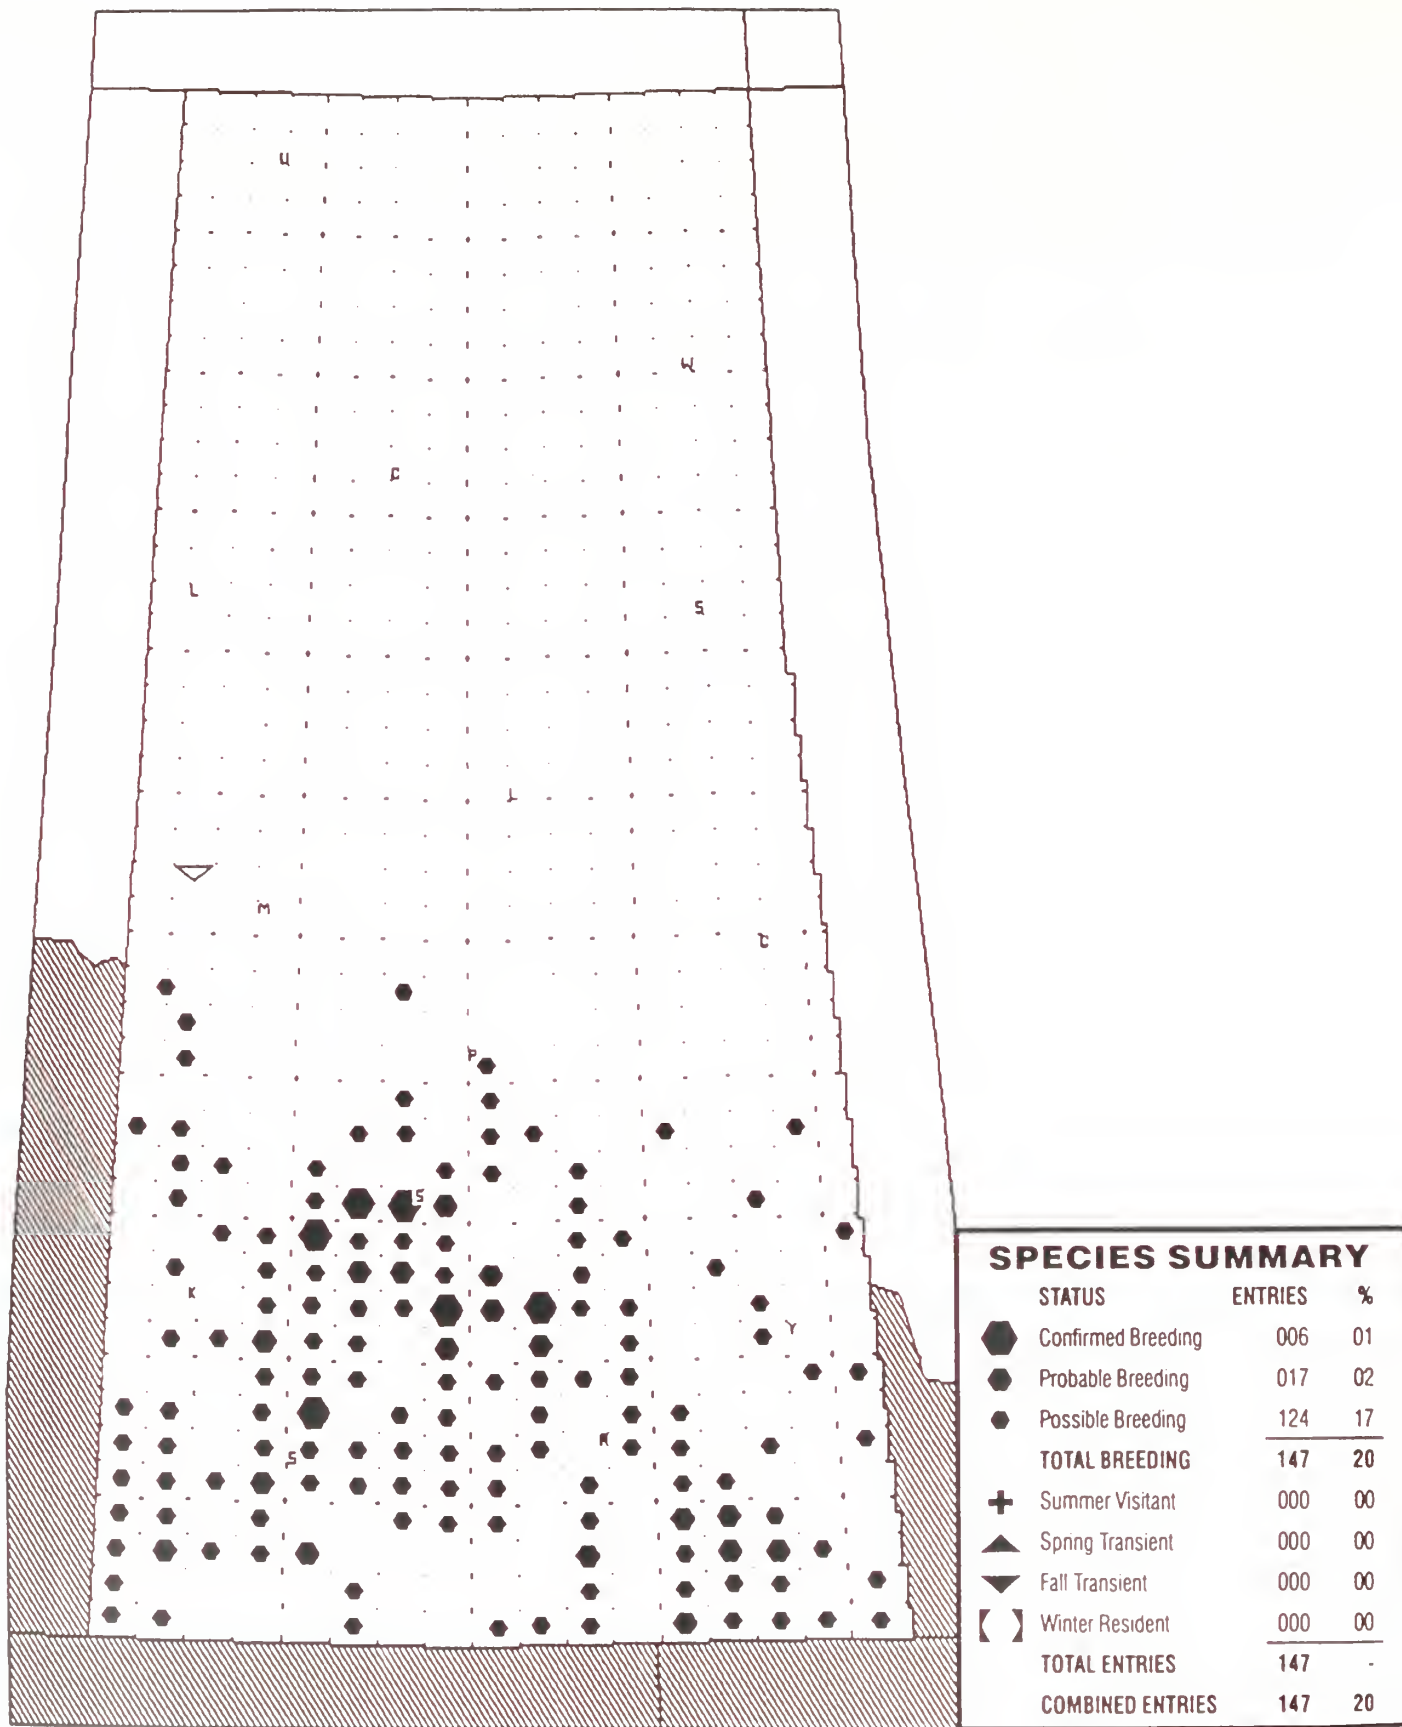 U
W
C
L
S
L
M
C
P
S
K
Y
R
S
SPECIES SUMMARY
STATUS ENTRIES %
Confirmed Breeding 006 01
Probable Breeding 017 02
Possible Breeding 124 17
TOTAL BREEDING 147 20
Summer Visitant 000 00
Spring Transient 000 00
Fall Transient 000 00
Winter Resident 000 00
TOTAL ENTRIES 147 -
COMBINED ENTRIES 147 20